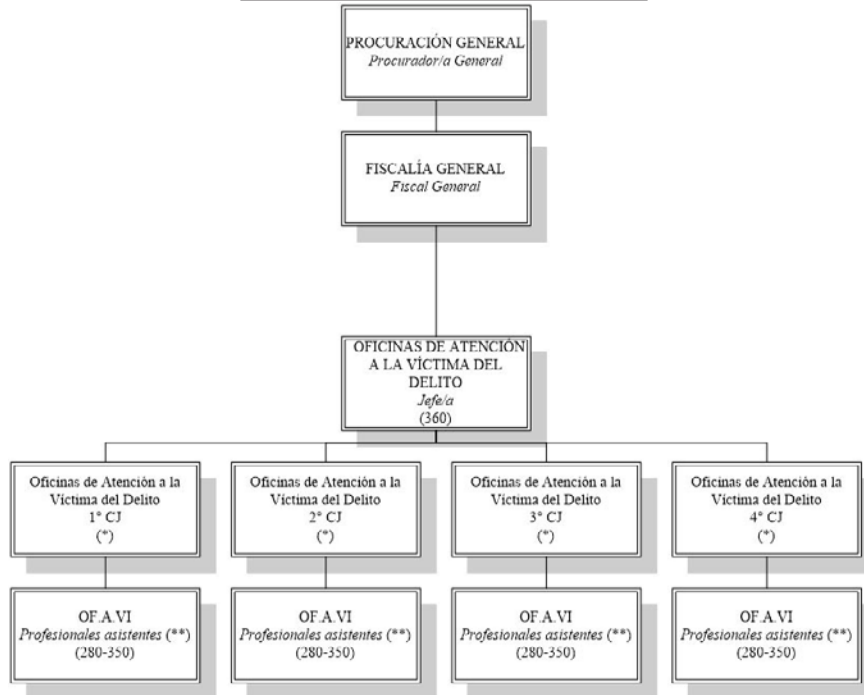 PROCURACIÓN GENERAL
Procurador/a General
FISCALÍA GENERAL
Fiscal General
OFICINAS DE ATENCIÓN
A LA VÍCTIMA DEL
DELITO
Jefe/a
(360)
Oficinas de Atención a la
Víctima del Delito
1° CJ
(*)
Oficinas de Atención a la
Víctima del Delito
2° CJ
(*)
Oficinas de Atención a la
Víctima del Delito
3° CJ
(*)
Oficinas de Atención a la
Víctima del Delito
4° CJ
(*)
OF.A.VI
Profesionales asistentes (**)
(280-350)
OF.A.VI
Profesionales asistentes (**)
(280-350)
OF.A.VI
Profesionales asistentes (**)
(280-350)
OF.A.VI
Profesionales asistentes (**)
(280-350)